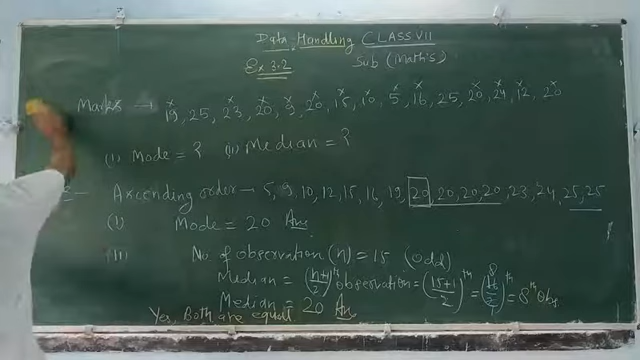 Data Handling CLASS VII
Ex 3.2 Sub (Math's)
Marks → 19, 25, 23, 20, 9, 20, 15, 10, 5, 16, 25, 20, 24, 12, 20
(i) Mode = ? (ii) Median = ?
Ascending order → 5, 9, 10, 12, 15, 16, 19, 20, 20, 20, 20, 23, 24, 25, 25
(i) Mode = 20 Ans.
(ii) No of observation (n) = 15 (odd)
Median = (n+1/2)th observation = (15+1/2)th = (16/2)th = 8th Obs
Median = 20 Ans.
Yes, Both are equal